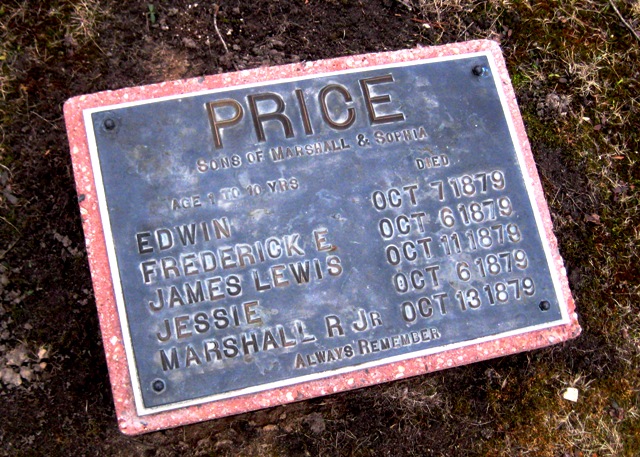 PRICE
SONS OF MARSHALL & SOPHIA
AGE 1 TO 10 YRS DIED
EDWIN OCT 7 1879
FREDERICK E OCT 6 1879
JAMES LEWIS OCT 11 1879
JESSIE OCT 6 1879
MARSHALL R JR OCT 13 1879
ALWAYS REMEMBER